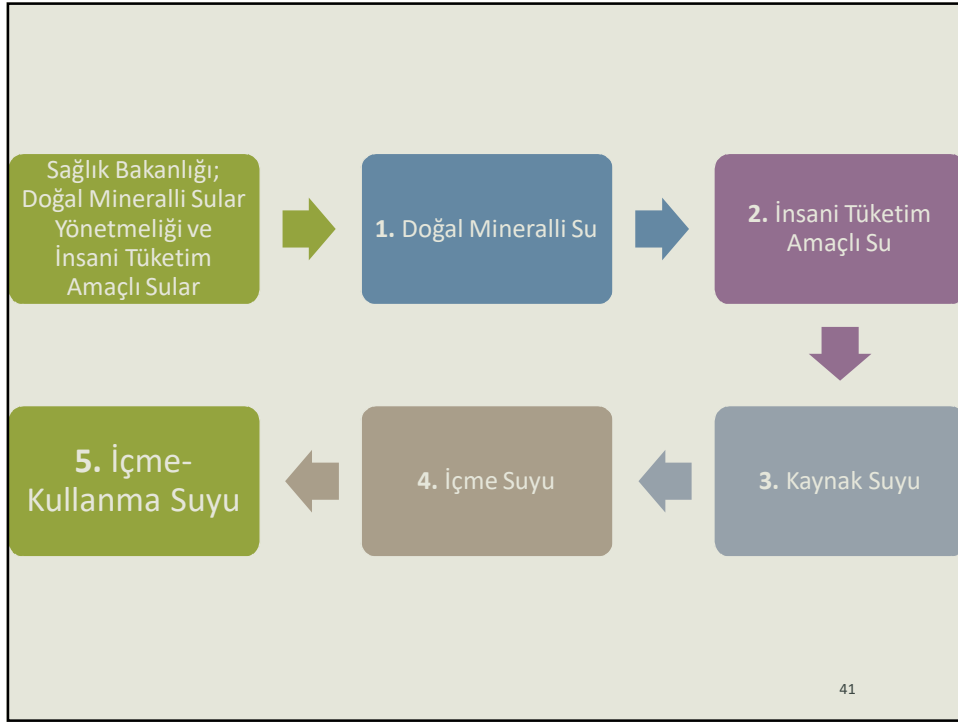 Sağlık Bakanlığı;
Doğal Mineralli Sular
Yönetmeliği ve
İnsani Tüketim
Amaçlı Sular
1. Doğal Mineralli Su
2. İnsani Tüketim
Amaçlı Su
3. Kaynak Suyu
4. İçme Suyu
5. İçme-
Kullanma Suyu
41